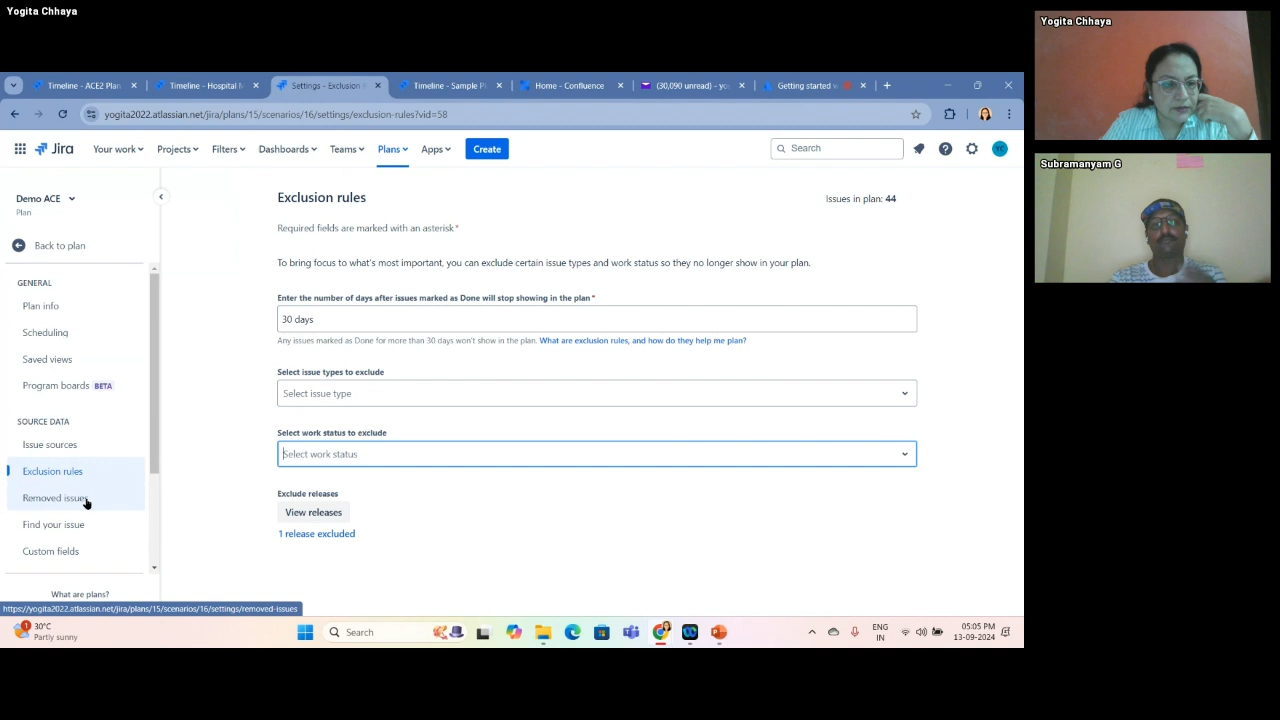 Yogita Chhaya
Yogita Chhaya
Subramanyam G
Timeline - ACE2 Plan
Timeline - Hospital M
Settings - Exclusion
Timeline - Sample Pl
Home - Confluence
(30,090 unread) - yo
Getting started w
yogita2022.atlassian.net/jira/plans/15/scenarios/16/settings/exclusion-rules?vid=58
Jira
Your work
Projects
Filters
Dashboards
Teams
Plans
Apps
Create
Search
YC
Demo ACE
Plan
Back to plan
GENERAL
Plan info
Scheduling
Saved views
Program boards BETA
SOURCE DATA
Issue sources
Exclusion rules
Removed issues
Find your issue
Custom fields
What are plans?
Exclusion rules
Issues in plan: 44
Required fields are marked with an asterisk *
To bring focus to what's most important, you can exclude certain issue types and work status so they no longer show in your plan.
Enter the number of days after issues marked as Done will stop showing in the plan *
30 days
Any issues marked as Done for more than 30 days won't show in the plan. What are exclusion rules, and how do they help me plan?
Select issue types to exclude
Select issue type
Select work status to exclude
Select work status
Exclude releases
View releases
1 release excluded
https://yogita2022.atlassian.net/jira/plans/15/scenarios/16/settings/removed-issues
1
30°C
Partly sunny
Search
ENG
IN
05:05 PM
13-09-2024